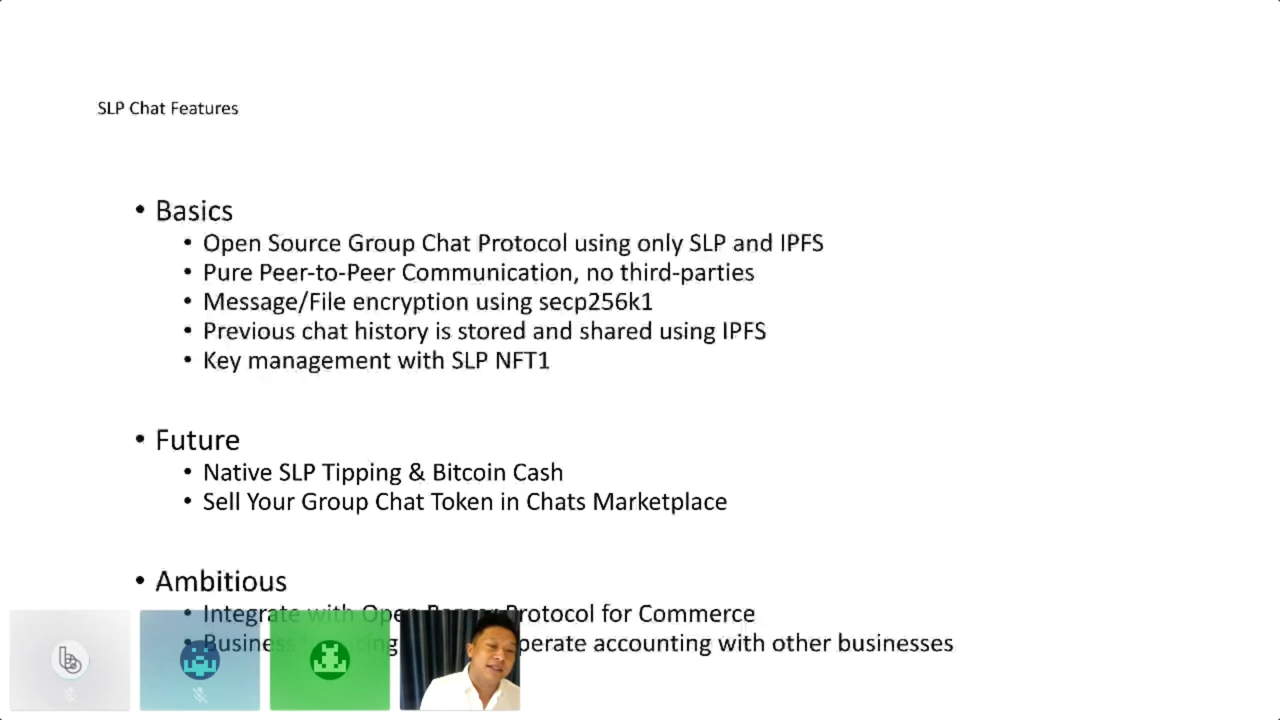 SLP Chat Features
• Basics
• Open Source Group Chat Protocol using only SLP and IPFS
• Pure Peer-to-Peer Communication, no third-parties
• Message/File encryption using secp256k1
• Previous chat history is stored and shared using IPFS
• Key management with SLP NFT1
• Future
• Native SLP Tipping & Bitcoin Cash
• Sell Your Group Chat Token in Chats Marketplace
• Ambitious
• Integrate with Open Bazaar Protocol for Commerce
Business accounting with other businesses